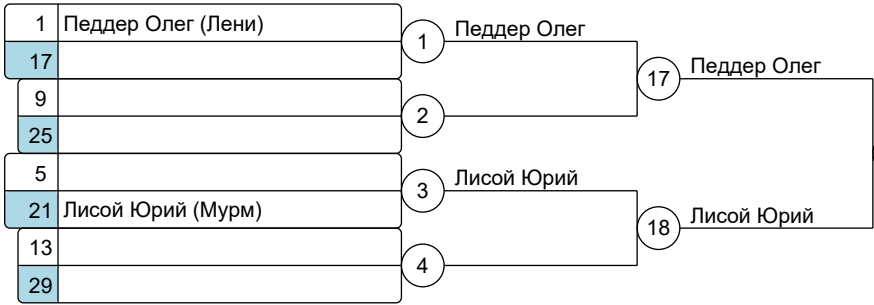 1 Педдер Олег (Лени)
17
9
25
5
21 Лисой Юрий (Мурм)
13
29
1 Педдер Олег
2
3 Лисой Юрий
4
17 Педдер Олег
18 Лисой Юрий